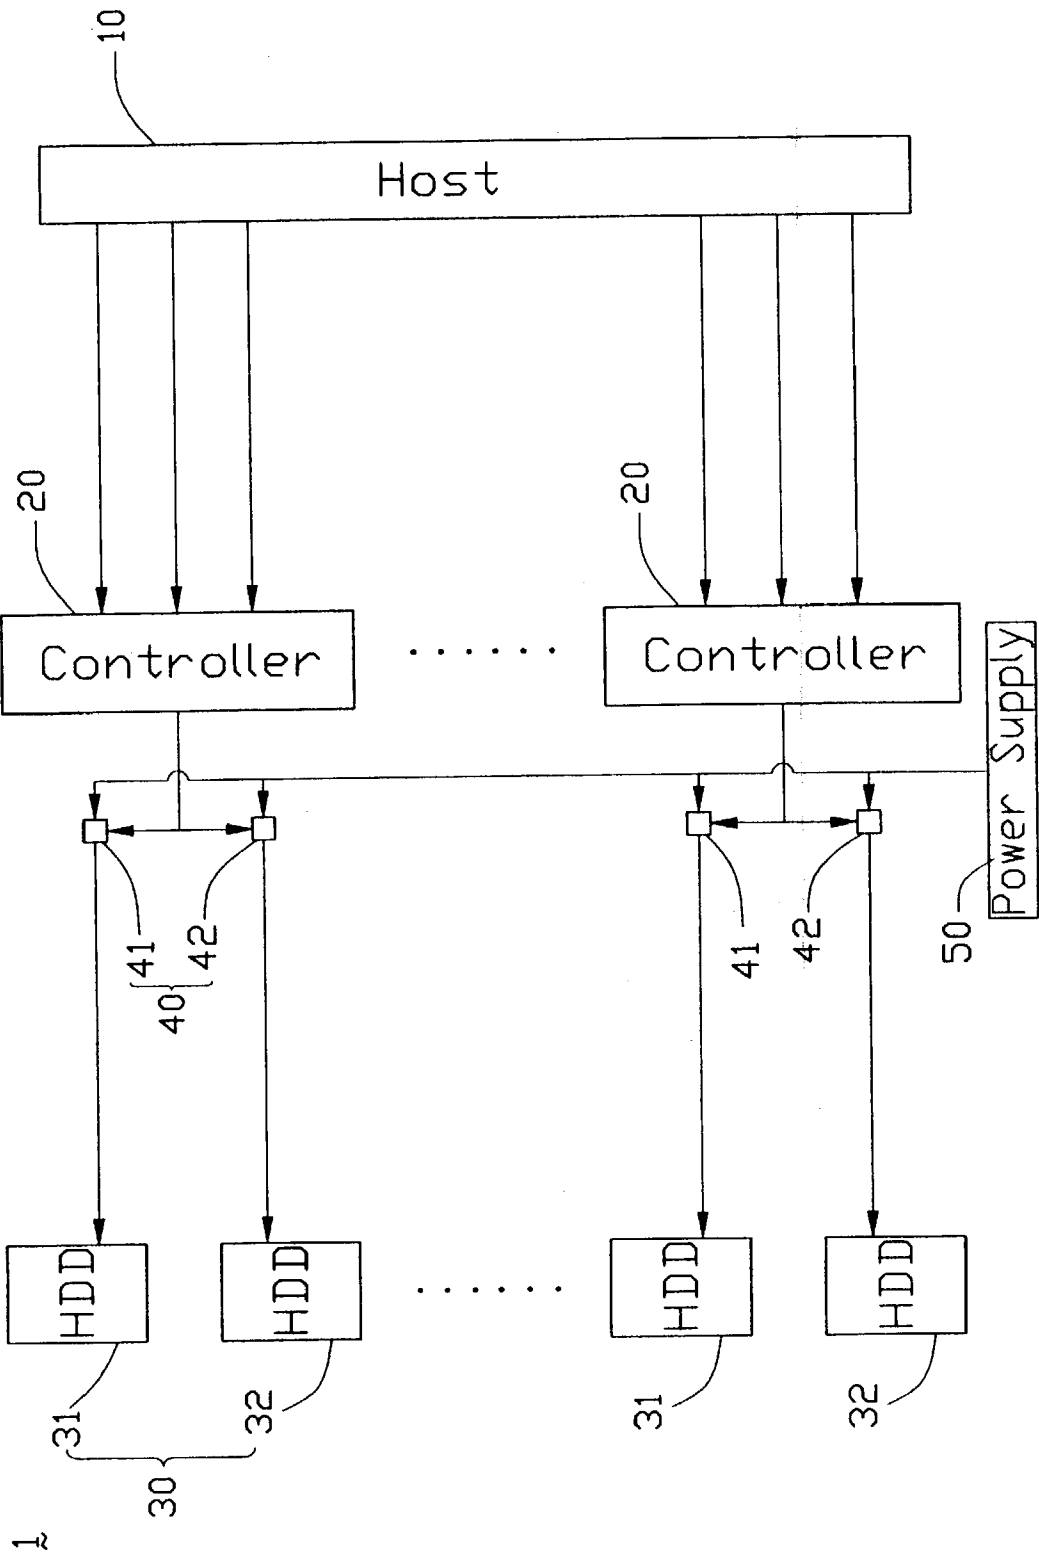 10
Host
20
20
Controller
......
Controller
Power Supply
50
41
42
40
41
42
HDD
HDD
......
HDD
HDD
31
32
30
31
32
1